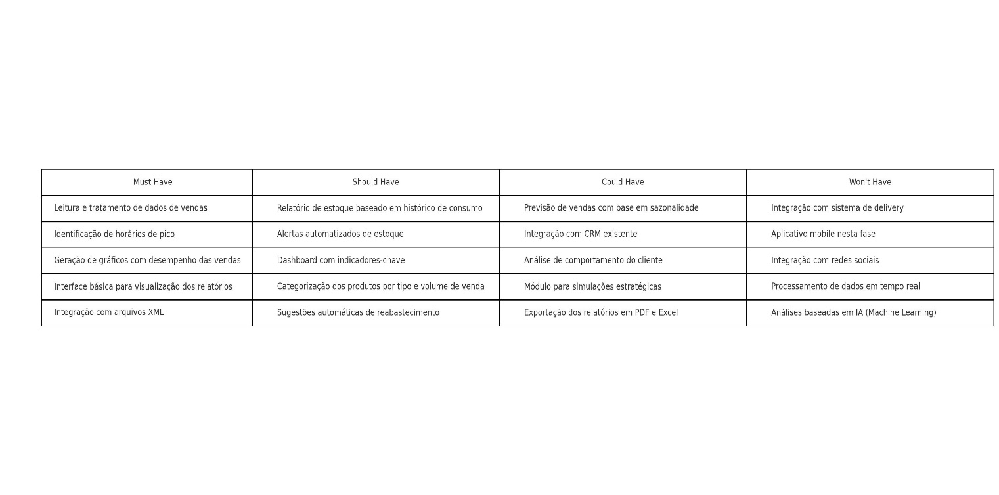 Must Have Should Have Could Have Won't Have
Leitura e tratamento de dados de vendas Relatório de estoque baseado em histórico de consumo Previsão de vendas com base em sazonalidade Integração com sistema de delivery
Identificação de horários de pico Alertas automatizados de estoque Integração com CRM existente Aplicativo mobile nesta fase
Geração de gráficos com desempenho das vendas Dashboard com indicadores-chave Análise de comportamento do cliente Integração com redes sociais
Interface básica para visualização dos relatórios Categorização dos produtos por tipo e volume de venda Módulo para simulações estratégicas Processamento de dados em tempo real
Integração com arquivos XML Sugestões automáticas de reabastecimento Exportação dos relatórios em PDF e Excel Análises baseadas em IA (Machine Learning)